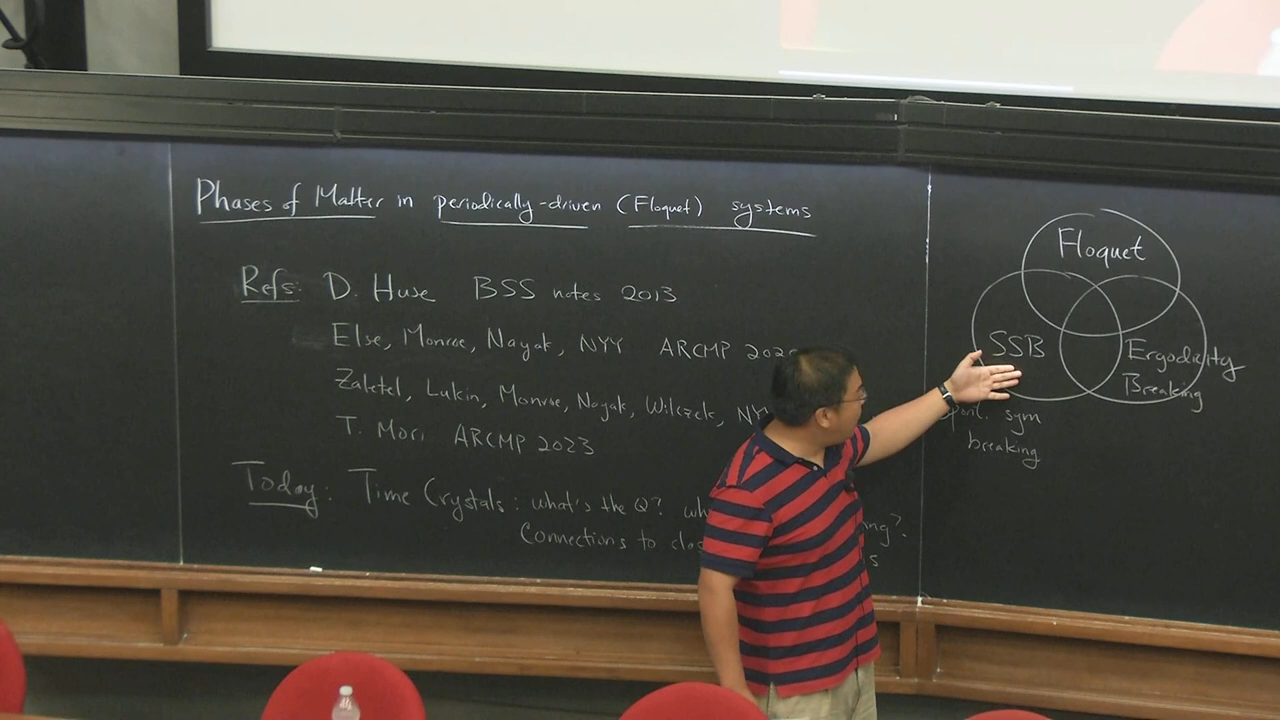 Phases of Matter in periodically-driven (Floquet) systems
Refs: D. Huse BSS notes 2013
Else, Monroe, Nayak, NYY ARCMP
Zaletel, Lukin, Monroe, Nayak, Wilczek,
T. Mori ARCMP 2023
Today: Time Crystals: what's the Q?
Connections to
Floquet
SSB
Ergodicity
Breaking
spont. sym
breaking